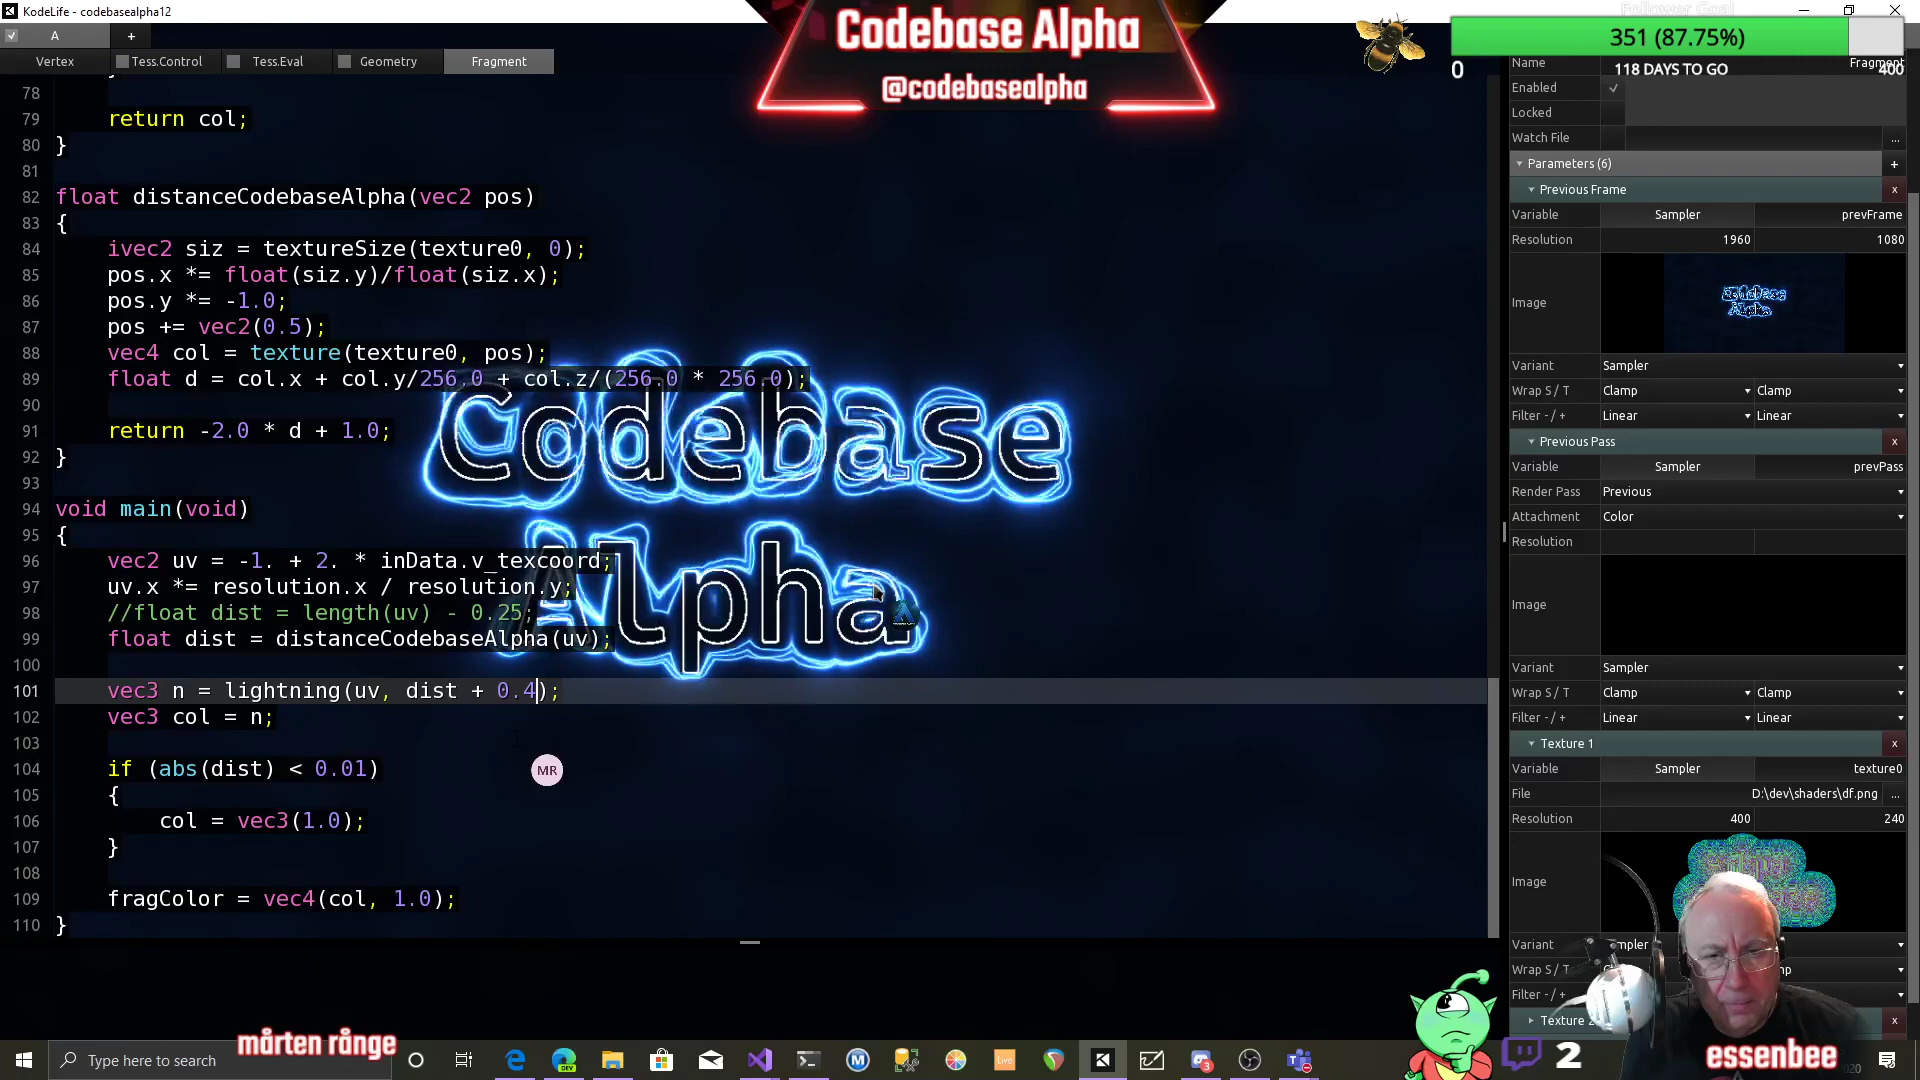 KodeLife - codebasealpha12
A
+
Vertex
Tess.Control
Tess.Eval
Geometry
Fragment
Codebase Alpha
@codebasealpha
Follower Goal
351 (87.75%)
0
118 DAYS TO GO
400
78
79 return col;
80 }
81
82 float distanceCodebaseAlpha(vec2 pos)
83 {
84 ivec2 siz = textureSize(texture0, 0);
85 pos.x *= float(siz.y)/float(siz.x);
86 pos.y *= -1.0;
87 pos += vec2(0.5);
88 vec4 col = texture(texture0, pos);
89 float d = col.x + col.y/256.0 + col.z/(256.0 * 256.0);
90
91 return -2.0 * d + 1.0;
92 }
93
94 void main(void)
95 {
96 vec2 uv = -1. + 2. * inData.v_texcoord;
97 uv.x *= resolution.x / resolution.y;
98 //float dist = length(uv) - 0.25;
99 float dist = distanceCodebaseAlpha(uv);
100
101 vec3 n = lightning(uv, dist + 0.4);
102 vec3 col = n;
103
104 if (abs(dist) < 0.01)
105 {
106 col = vec3(1.0);
107 }
108
109 fragColor = vec4(col, 1.0);
110 }
Codebase
Alpha
MR
Name Fragment
Enabled
Locked
Watch File ...
Parameters (6) +
Previous Frame x
Variable Sampler prevFrame
Resolution 1960 1080
Image
Variant Sampler
Wrap S / T Clamp Clamp
Filter - / + Linear Linear
Previous Pass x
Variable Sampler prevPass
Render Pass Previous
Attachment Color
Resolution
Image
Variant Sampler
Wrap S / T Clamp Clamp
Filter - / + Linear Linear
Texture 1 x
Variable Sampler texture0
File D:\dev\shaders\df.png ...
Resolution 400 240
Image
Variant
Wrap S / T
Filter - / +
Texture 2 x
Type here to search
mårten rånge
DEV
live
3
2
essenbee